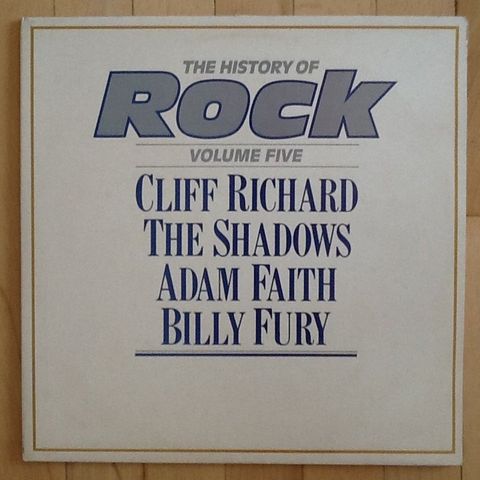 THE HISTORY OF
ROCK
VOLUME FIVE
CLIFF RICHARD
THE SHADOWS
ADAM FAITH
BILLY FURY